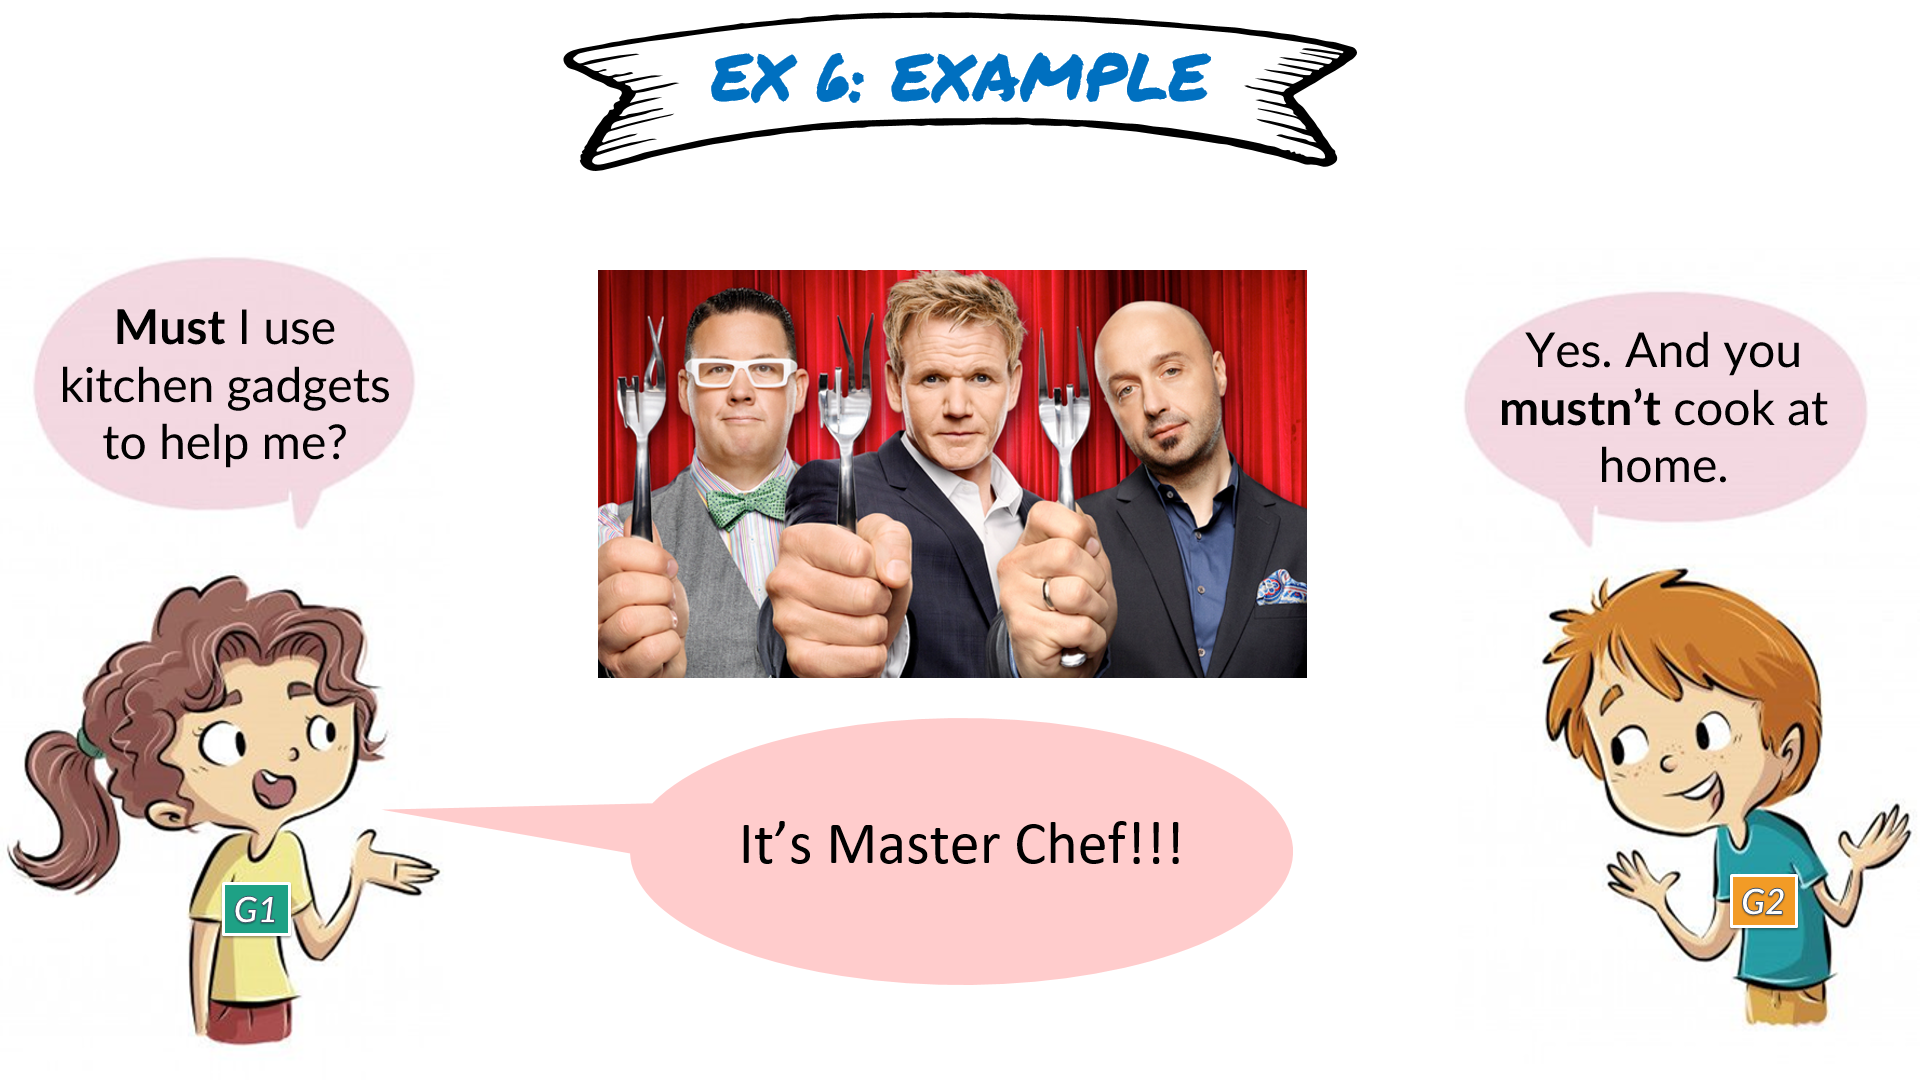 EX 6: EXAMPLE
Must I use
kitchen gadgets
to help me?
Yes. And you
mustn’t cook at
home.
It’s Master Chef!!!
G1
G2